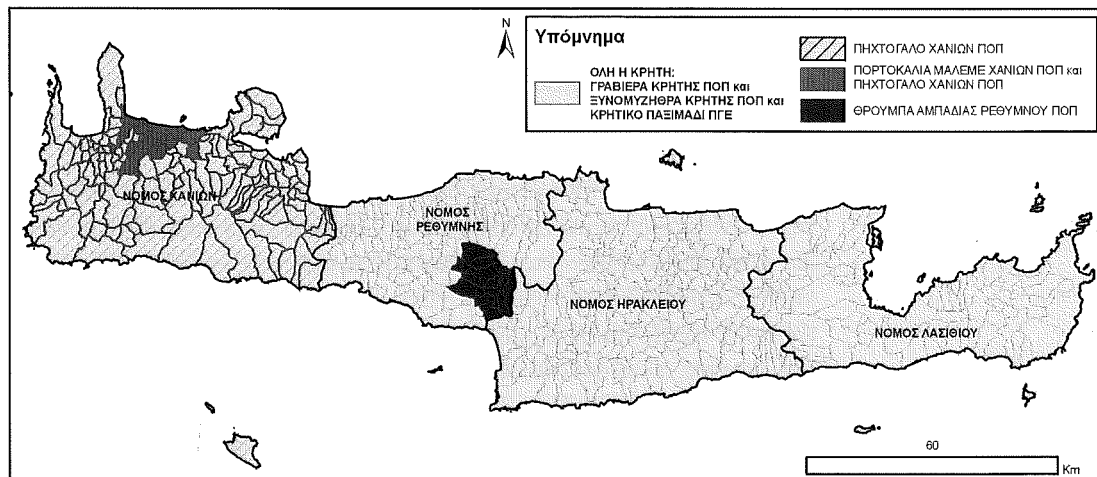 N
Υπόμνημα
ΟΛΗ Η ΚΡΗΤΗ:
ΓΡΑΒΙΕΡΑ ΚΡΗΤΗΣ ΠΟΠ και
ΞΥΝΟΜΥΖΗΘΡΑ ΚΡΗΤΗΣ ΠΟΠ και
ΚΡΗΤΙΚΟ ΠΑΞΙΜΑΔΙ ΠΓΕ
ΠΗΧΤΟΓΑΛΟ ΧΑΝΙΩΝ ΠΟΠ
ΠΟΡΤΟΚΑΛΙΑ ΜΑΛΕΜΕ ΧΑΝΙΩΝ ΠΟΠ και
ΠΗΧΤΟΓΑΛΟ ΧΑΝΙΩΝ ΠΟΠ
ΘΡΟΥΜΠΑ ΑΜΠΑΔΙΑΣ ΡΕΘΥΜΝΟΥ ΠΟΠ
ΝΟΜΟΣ ΧΑΝΙΩΝ
ΝΟΜΟΣ
ΡΕΘΥΜΝΗΣ
ΝΟΜΟΣ ΗΡΑΚΛΕΙΟΥ
ΝΟΜΟΣ ΛΑΣΙΘΙΟΥ
60
Km